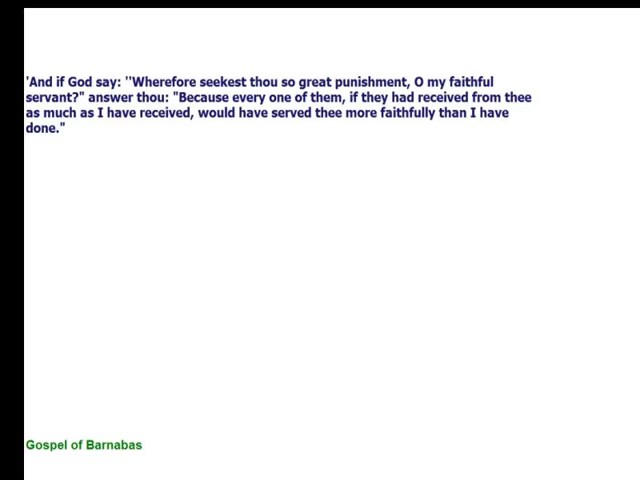 'And if God say: ''Wherefore seekest thou so great punishment, O my faithful
servant?" answer thou: "Because every one of them, if they had received from thee
as much as I have received, would have served thee more faithfully than I have
done."
Gospel of Barnabas